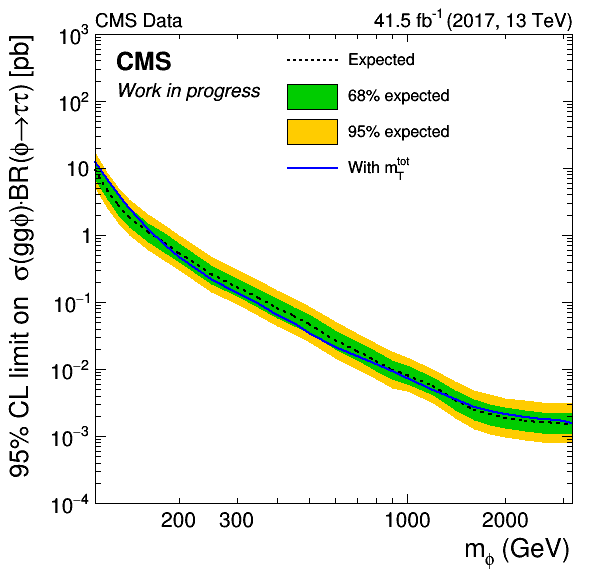 CMS Data 41.5 fb⁻¹ (2017, 13 TeV)
CMS
Work in progress
Expected
68% expected
95% expected
With m_T^tot
95% CL limit on σ(ggϕ)·BR(ϕ→ττ) [pb]
10³
10²
10
1
10⁻¹
10⁻²
10⁻³
10⁻⁴
200 300 1000 2000
m_ϕ (GeV)